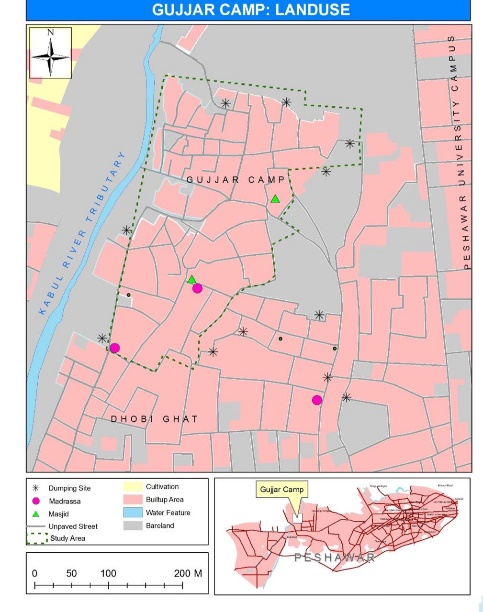 GUJJAR CAMP: LANDUSE
N
PESHAWAR UNIVERSITY CAMPUS
GUJJAR CAMP
KABUL RIVER TRIBUTARY
DHOBI GHAT
Dumping Site
Madrassa
Masjid
Unpaved Street
Study Area
Cultivation
Builtup Area
Water Feature
Bareland
0 50 100 200 M
Gujjar Camp
PESHAWAR